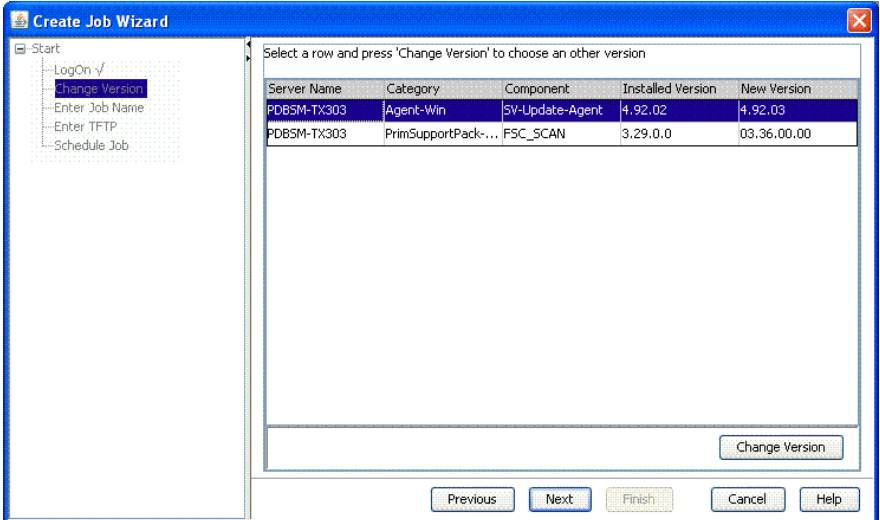 Create Job Wizard
Start
LogOn √
Change Version
Enter Job Name
Enter TFTP
Schedule Job
Select a row and press 'Change Version' to choose an other version
Server Name Category Component Installed Version New Version
PDBSM-TX303 Agent-Win SV-Update-Agent 4.92.02 4.92.03
PDBSM-TX303 PrimSupportPack-... FSC_SCAN 3.29.0.0 03.36.00.00
Change Version
Previous Next Finish Cancel Help